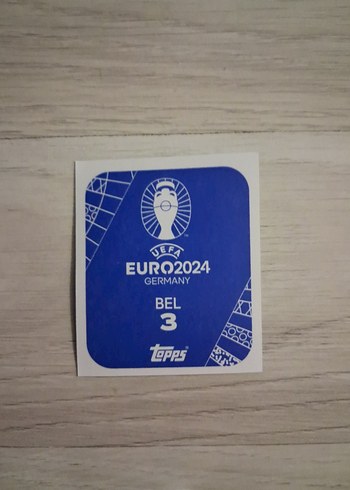 UEFA
EURO2024
GERMANY
BEL
3
Topps